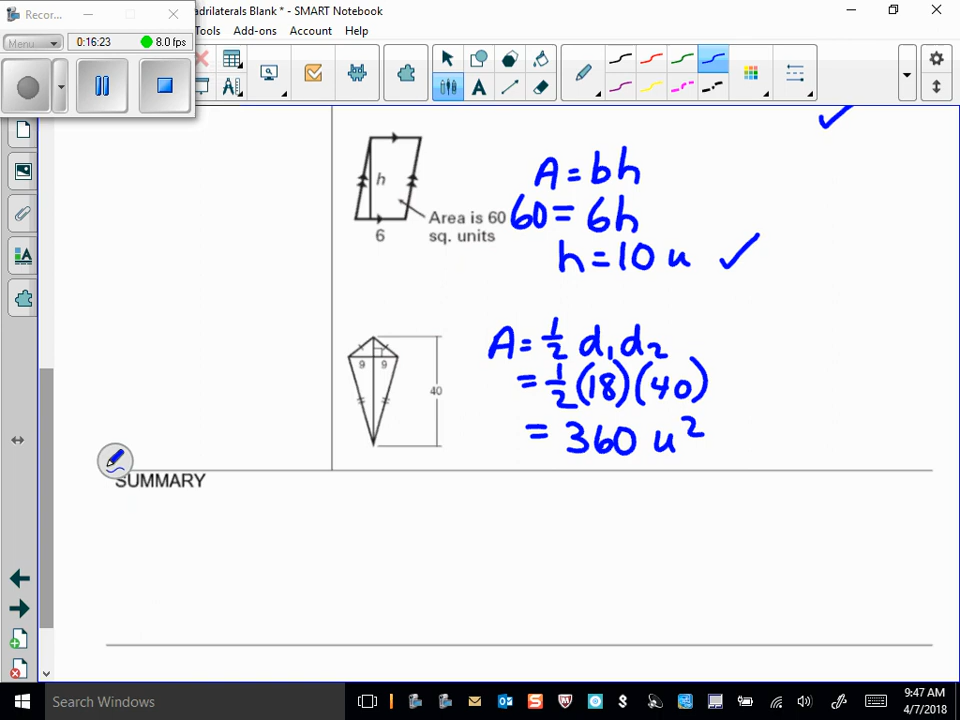 Recor...
adrilaterals Blank * - SMART Notebook
Tools Add-ons Account Help
Menu 0:16:23 8.0 fps
h
Area is 60
sq. units
6
A = bh
60 = 6h
h = 10 u
9 9
40
A = 1/2 d₁d₂
= 1/2 (18)(40)
= 360 u²
SUMMARY
Search Windows
9:47 AM
4/7/2018